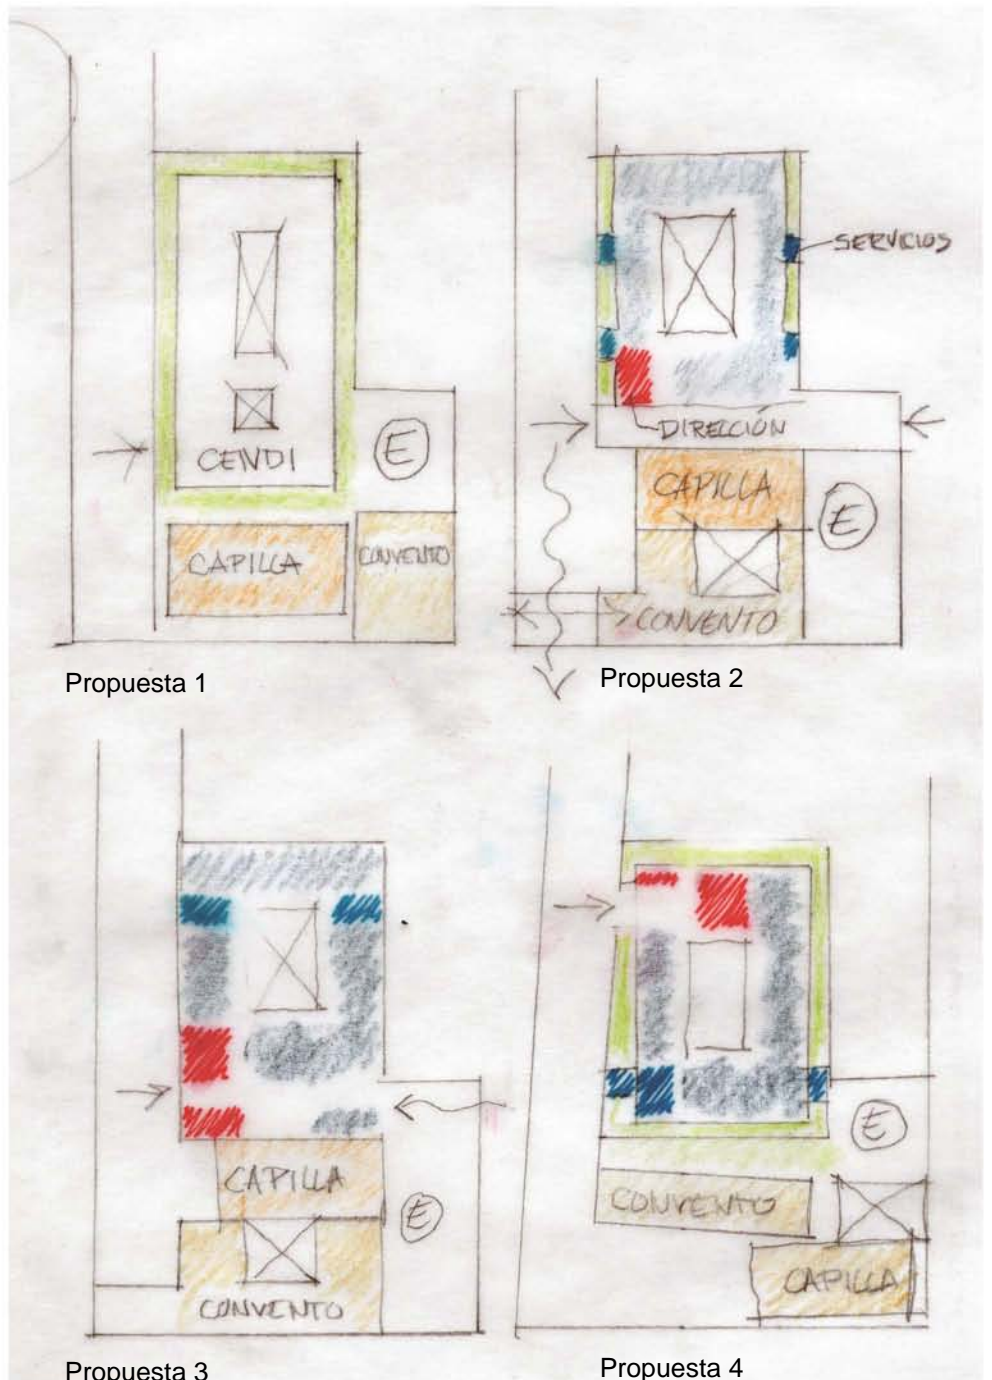 CENDI
E
CAPILLA
CONVENTO
Propuesta 1
SERVICIOS
DIRECCIÓN
CAPILLA
E
CONVENTO
Propuesta 2
CAPILLA
E
CONVENTO
Propuesta 3
E
CONVENTO
CAPILLA
Propuesta 4